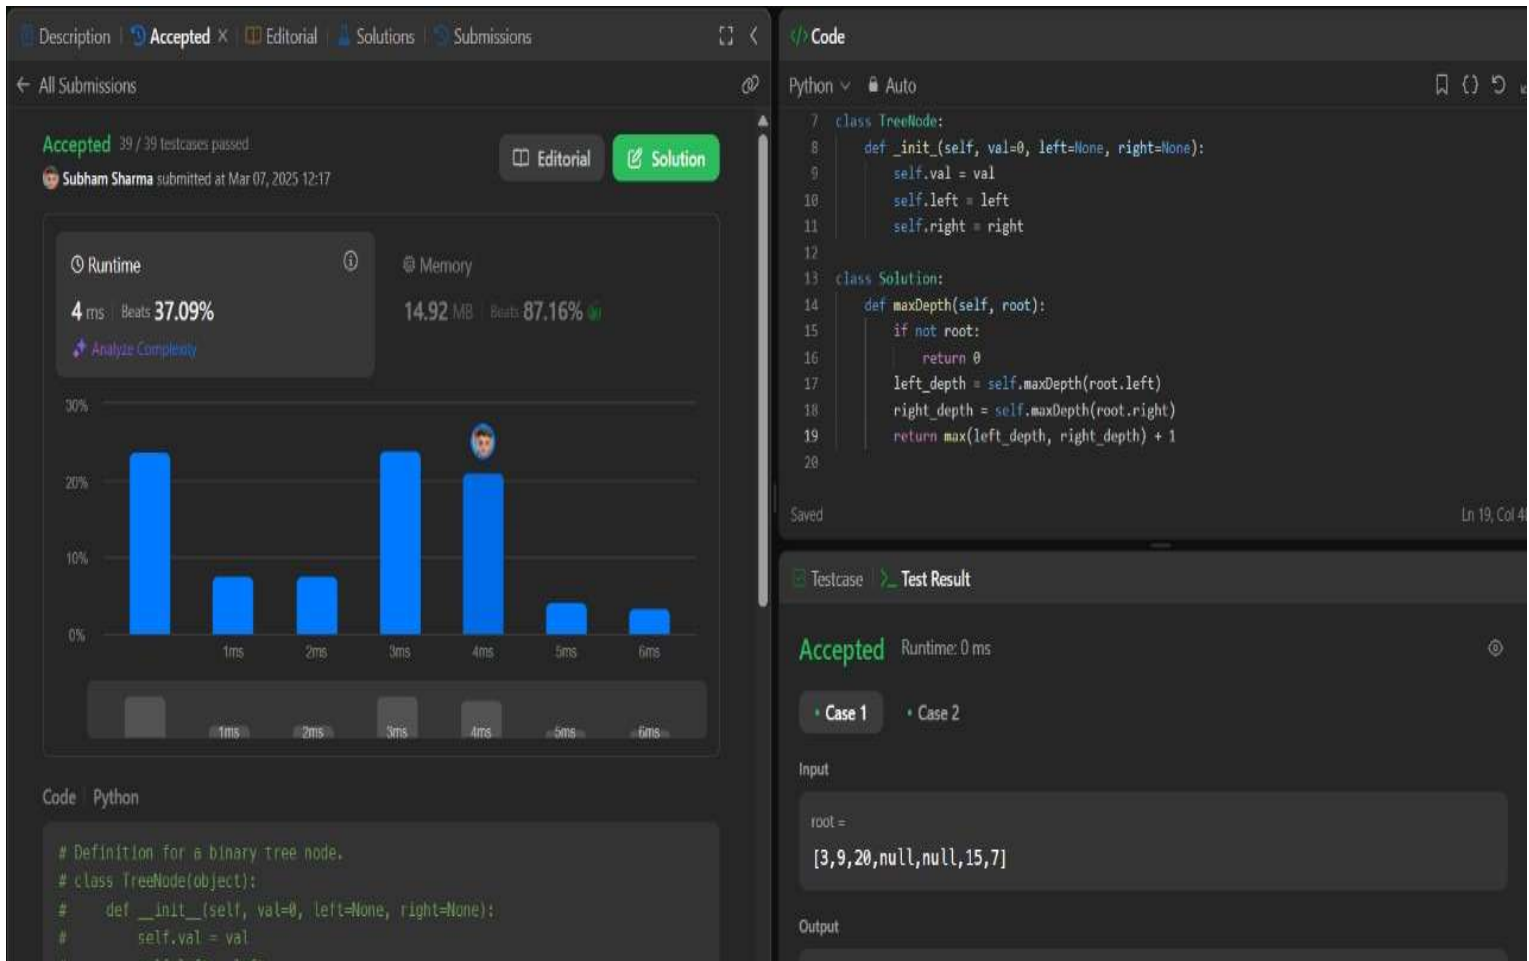 Description Accepted × Editorial Solutions Submissions
← All Submissions
Accepted 39 / 39 testcases passed
Subham Sharma submitted at Mar 07, 2025 12:17
Editorial
Solution
Runtime
4 ms Beats 37.09%
Analyze Complexity
Memory
14.92 MB Beats 87.16%
30%
20%
10%
0%
1ms 2ms 3ms 4ms 5ms 6ms
1ms 2ms 3ms 4ms 5ms 6ms
Code Python
# Definition for a binary tree node.
# class TreeNode(object):
#     def __init__(self, val=0, left=None, right=None):
#         self.val = val
</> Code
Python Auto
7 class TreeNode:
8     def _init_(self, val=0, left=None, right=None):
9         self.val = val
10         self.left = left
11         self.right = right
12
13 class Solution:
14     def maxDepth(self, root):
15         if not root:
16             return 0
17         left_depth = self.maxDepth(root.left)
18         right_depth = self.maxDepth(root.right)
19         return max(left_depth, right_depth) + 1
20
Saved
Ln 19, Col
Testcase >_ Test Result
Accepted Runtime: 0 ms
• Case 1 • Case 2
Input
root =
[3,9,20,null,null,15,7]
Output